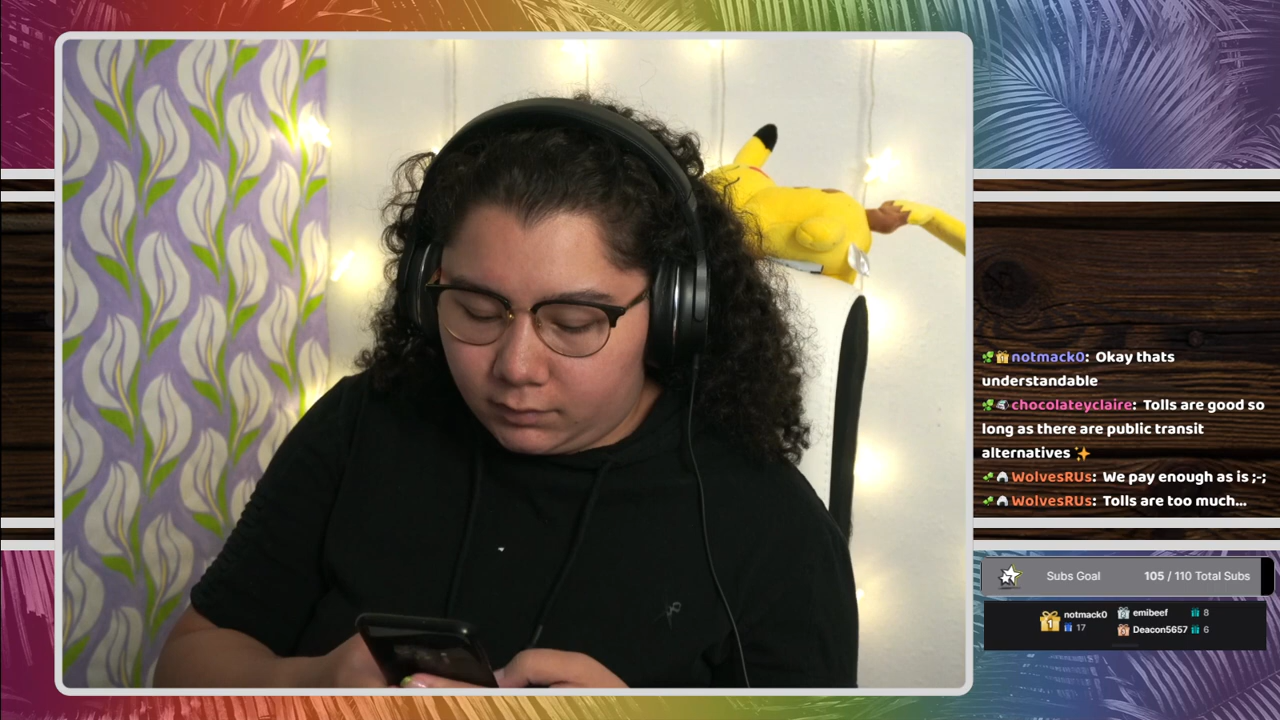 notmack0: Okay thats
understandable
chocolateyclaire: Tolls are good so
long as there are public transit
alternatives ✨
WolvesRUs: We pay enough as is ;-;
WolvesRUs: Tolls are too much...
Subs Goal 105 / 110 Total Subs
notmack0 17
emibeef 8
Deacon5657 6